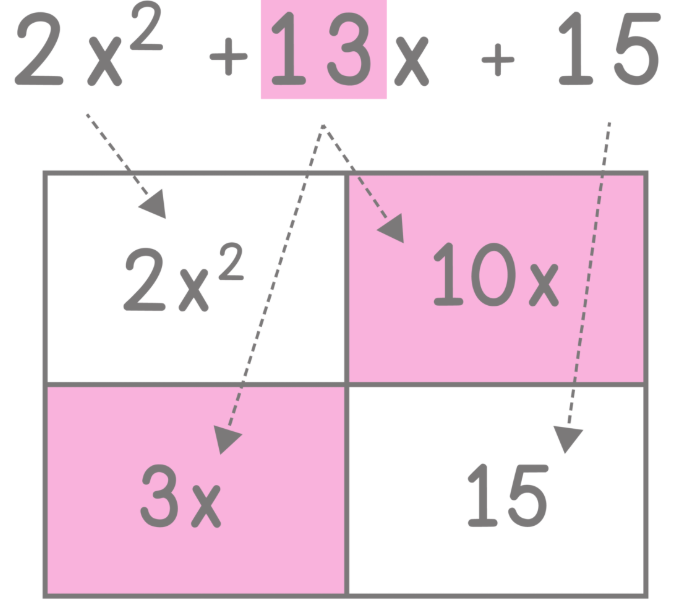 2x² + 13x + 15
2x² 10x
3x 15